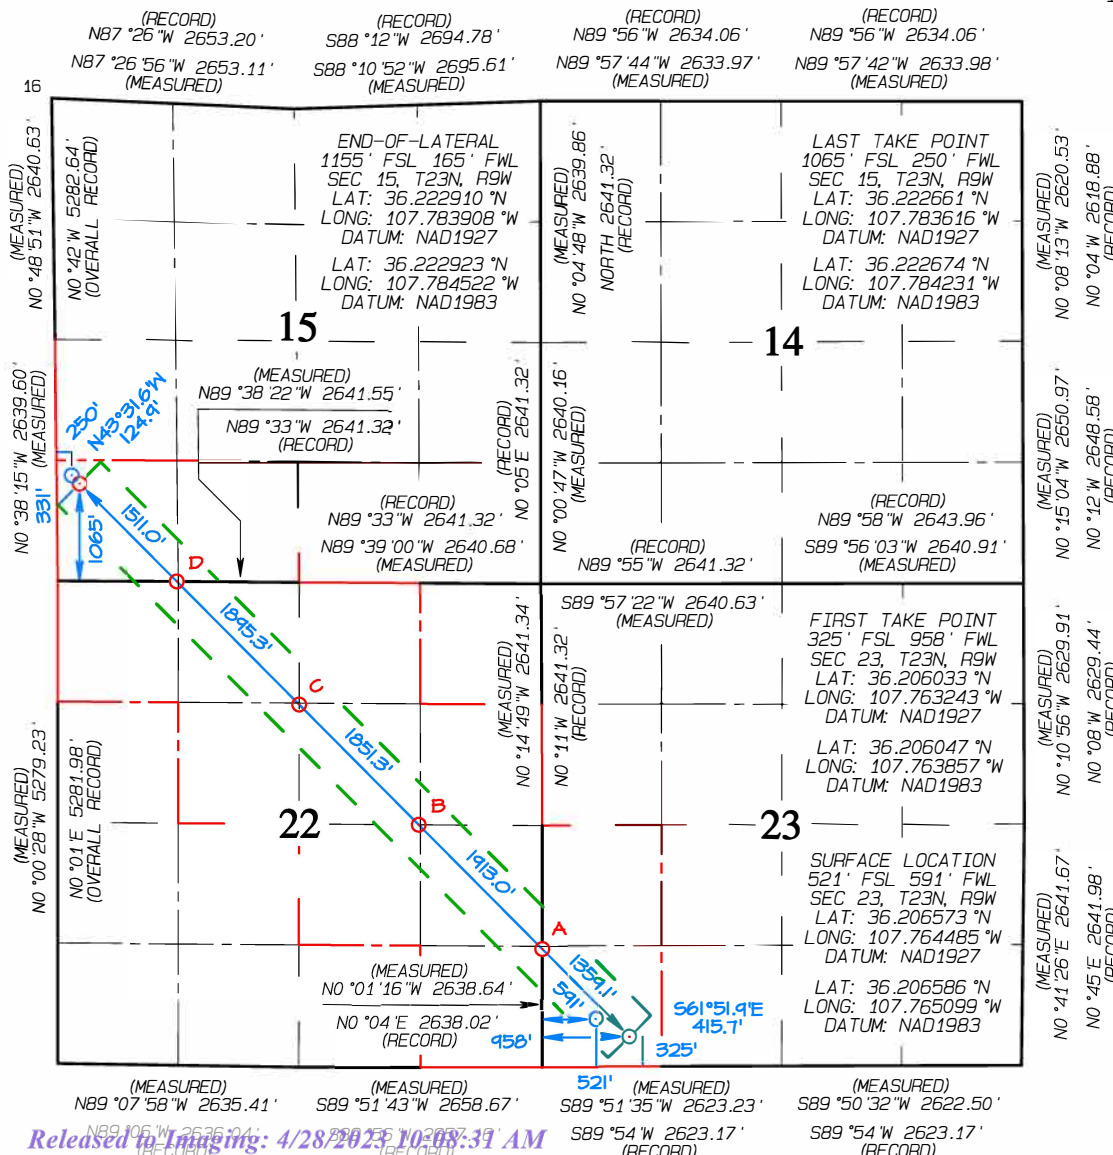 (RECORD)
N87°26'W 2653.20'
N87°26'56"W 2653.11'
(MEASURED)
(RECORD)
S88°12'W 2694.78'
S88°10'52"W 2695.61'
(MEASURED)
(RECORD)
N89°56'W 2634.06'
N89°57'44"W 2633.97'
(MEASURED)
(RECORD)
N89°56'W 2634.06'
N89°57'42"W 2633.98'
(MEASURED)
16
(MEASURED)
N0°48'51"W 2640.63'
N0°42'W 5282.64'
(OVERALL RECORD)
END-OF-LATERAL
1155' FSL 165' FWL
SEC 15, T23N, R9W
LAT: 36.222910°N
LONG: 107.783908°W
DATUM: NAD1927
LAT: 36.222923°N
LONG: 107.784522°W
DATUM: NAD1983
(MEASURED)
N0°04'48"W 2639.86'
NORTH 2641.32'
(RECORD)
LAST TAKE POINT
1065' FSL 250' FWL
SEC 15, T23N, R9W
LAT: 36.222661°N
LONG: 107.783616°W
DATUM: NAD1927
LAT: 36.222674°N
LONG: 107.784231°W
DATUM: NAD1983
(MEASURED)
N0°08'13"W 2620.53'
N0°04'W 2618.88'
(RECORD)
15
14
N0°38'15"W 2639.60'
(MEASURED)
(MEASURED)
N89°38'22"W 2641.55'
N89°33'W 2641.32'
(RECORD)
(RECORD)
N0°05'E 2641.32'
N0°00'47"W 2640.16'
(MEASURED)
(MEASURED)
N0°15'04"W 2650.97'
N0°12'W 2648.58'
(RECORD)
250'
N43°31.6'W
124.9'
331'
1065'
1511.0'
(RECORD)
N89°33'W 2641.32'
N89°39'00"W 2640.68'
(MEASURED)
(RECORD)
N89°55'W 2641.32'
(RECORD)
N89°58'W 2643.96'
S89°56'03"W 2640.91'
(MEASURED)
D
1895.3'
C
1851.3'
B
1913.0'
A
1359.1'
S89°57'22"W 2640.63'
(MEASURED)
(MEASURED)
N0°14'49"W 2641.34'
N0°11'W 2641.32'
(RECORD)
FIRST TAKE POINT
325' FSL 958' FWL
SEC 23, T23N, R9W
LAT: 36.206033°N
LONG: 107.763243°W
DATUM: NAD1927
LAT: 36.206047°N
LONG: 107.763857°W
DATUM: NAD1983
(MEASURED)
N0°10'56"W 2629.91'
N0°08'W 2629.44'
(RECORD)
(MEASURED)
N0°00'28"W 5279.23'
N0°01'E 5281.98'
(OVERALL RECORD)
22
23
SURFACE LOCATION
521' FSL 591' FWL
SEC 23, T23N, R9W
LAT: 36.206573°N
LONG: 107.764485°W
DATUM: NAD1927
LAT: 36.206586°N
LONG: 107.765099°W
DATUM: NAD1983
(MEASURED)
N0°41'26"E 2641.67'
N0°45'E 2641.98'
(RECORD)
(MEASURED)
N0°01'16"W 2638.64'
N0°04'E 2638.02'
(RECORD)
591'
958'
S61°51.9'E
415.7'
325'
521'
(MEASURED)
N89°07'58"W 2635.41'
N89°06'W 2636.04'
(RECORD)
(MEASURED)
S89°51'43"W 2658.67'
(RECORD)
(MEASURED)
S89°51'35"W 2623.23'
S89°54'W 2623.17'
(RECORD)
(MEASURED)
S89°50'32"W 2622.50'
S89°54'W 2623.17'
(RECORD)
Released to Imaging: 4/28/2023 10:08:31 AM